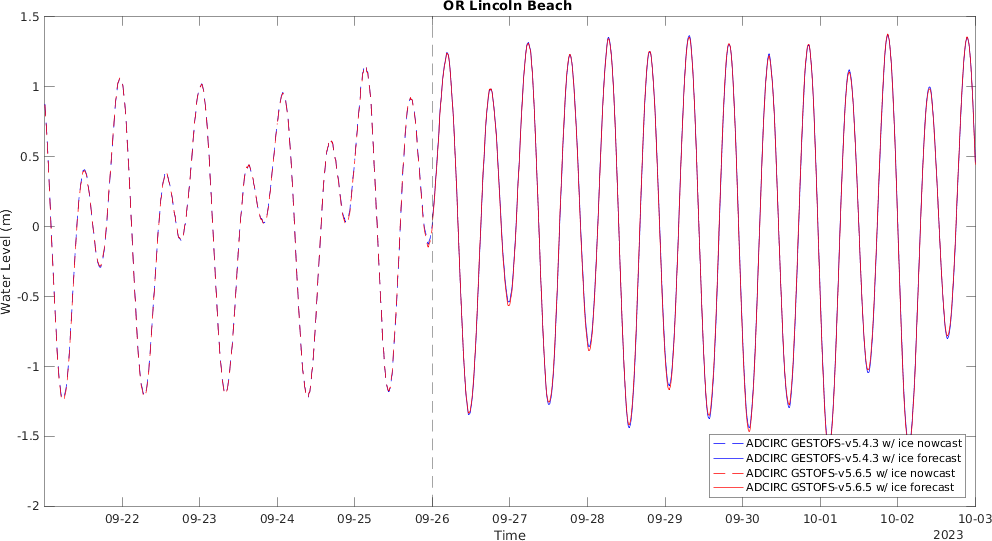 OR Lincoln Beach
1.5
1
0.5
0
-0.5
-1
-1.5
-2
Water Level (m)
09-22 09-23 09-24 09-25 09-26 09-27 09-28 09-29 09-30 10-01 10-02 10-03
Time
2023
ADCIRC GESTOFS-v5.4.3 w/ ice nowcast
ADCIRC GESTOFS-v5.4.3 w/ ice forecast
ADCIRC GSTOFS-v5.6.5 w/ ice nowcast
ADCIRC GSTOFS-v5.6.5 w/ ice forecast